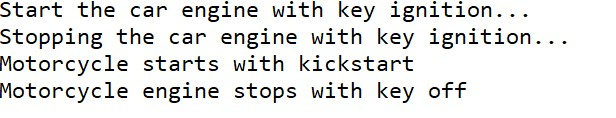 Start the car engine with key ignition...
Stopping the car engine with key ignition...
Motorcycle starts with kickstart
Motorcycle engine stops with key off